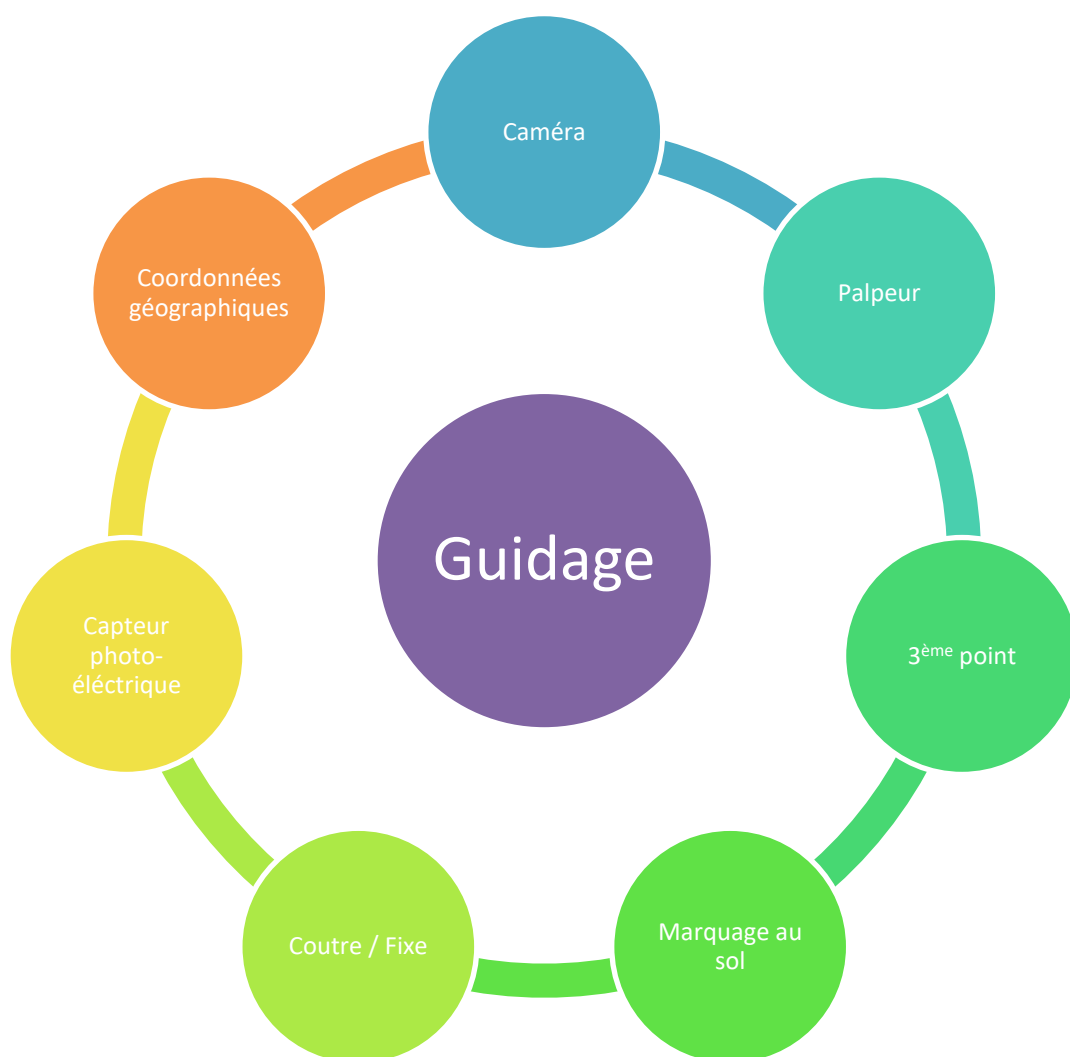 Caméra
Palpeur
3ème point
Marquage au
sol
Coutre / Fixe
Capteur
photo-
éléctrique
Coordonnées
géographiques
Guidage